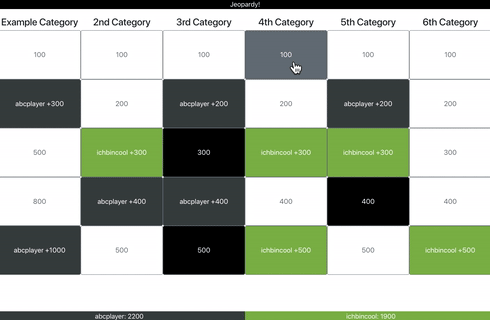 Jeopardy!
Example Category 2nd Category 3rd Category 4th Category 5th Category 6th Category
100 100 100 100 100 100
abcplayer +300 200 abcplayer +200 200 abcplayer +200 200
500 ichbincool +300 300 ichbincool +300 ichbincool +300 300
800 abcplayer +400 abcplayer +400 400 400 400
abcplayer +1000 500 500 ichbincool +500 500 ichbincool +500
abcplayer: 2200 ichbincool: 1900